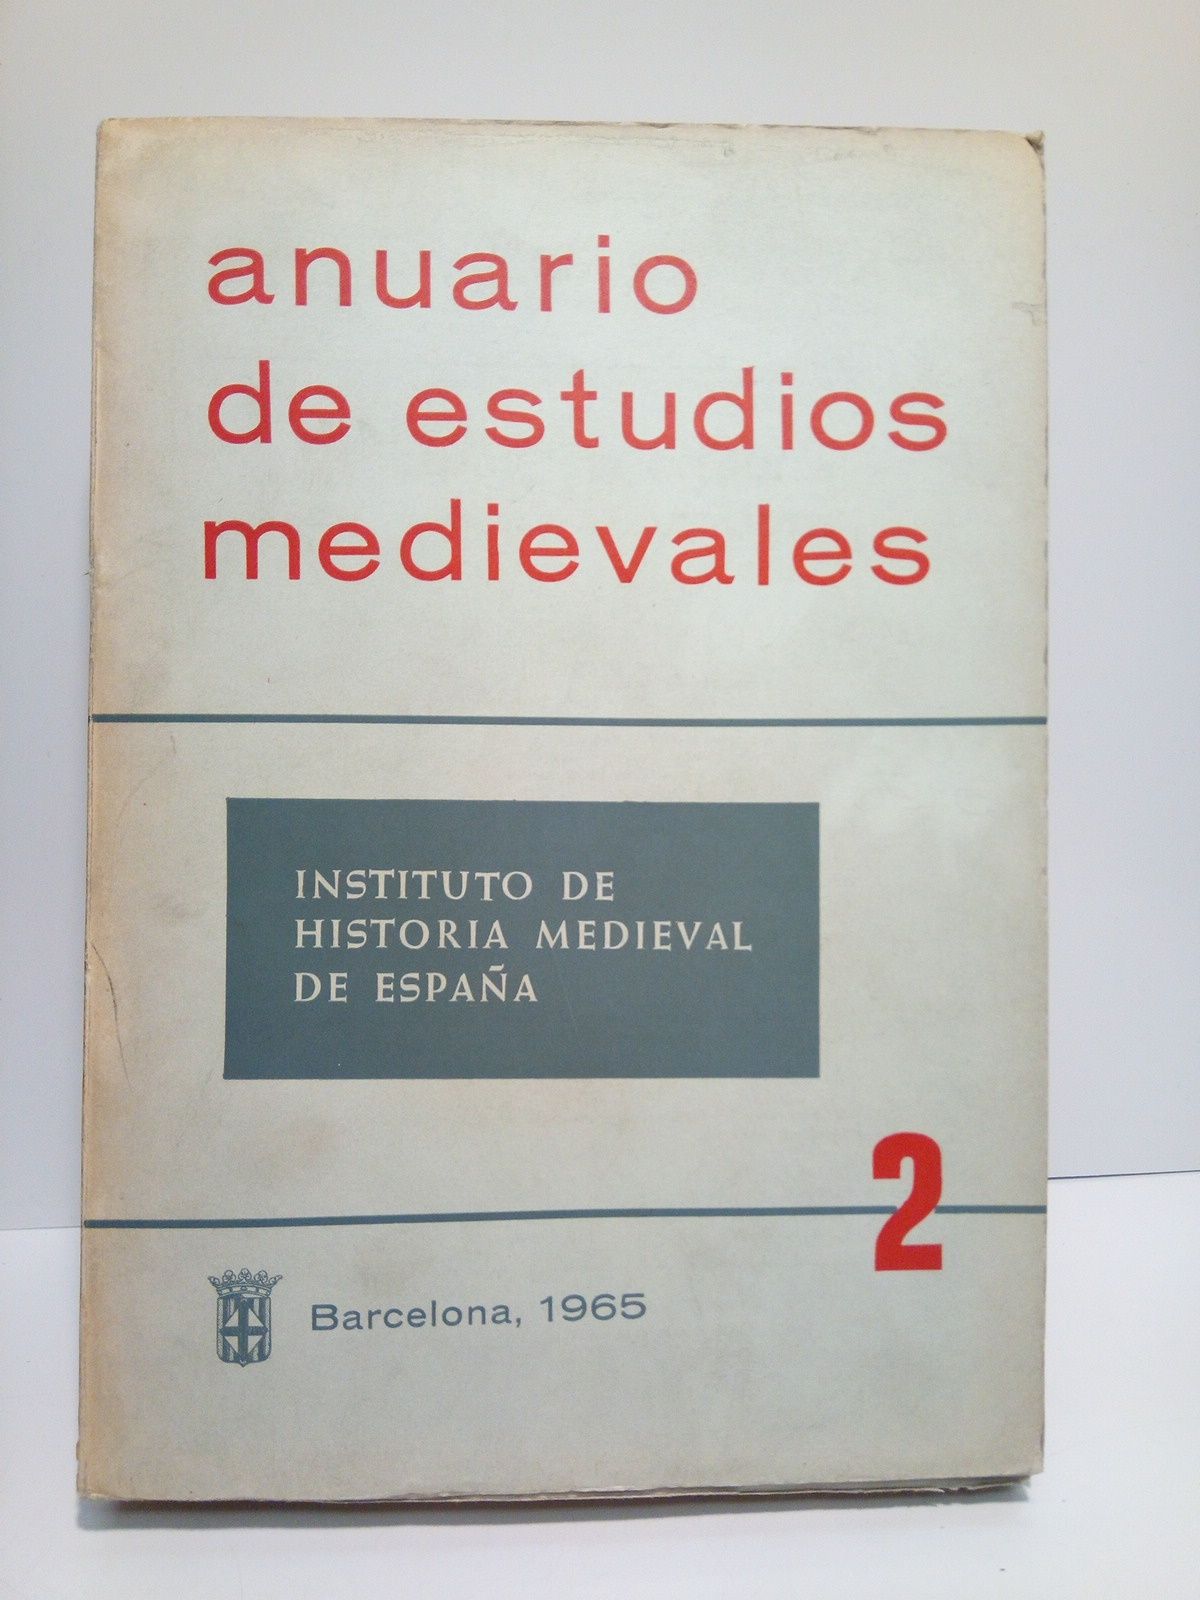 anuario
de estudios
medievales
INSTITUTO DE
HISTORIA MEDIEVAL
DE ESPAÑA
2
Barcelona, 1965